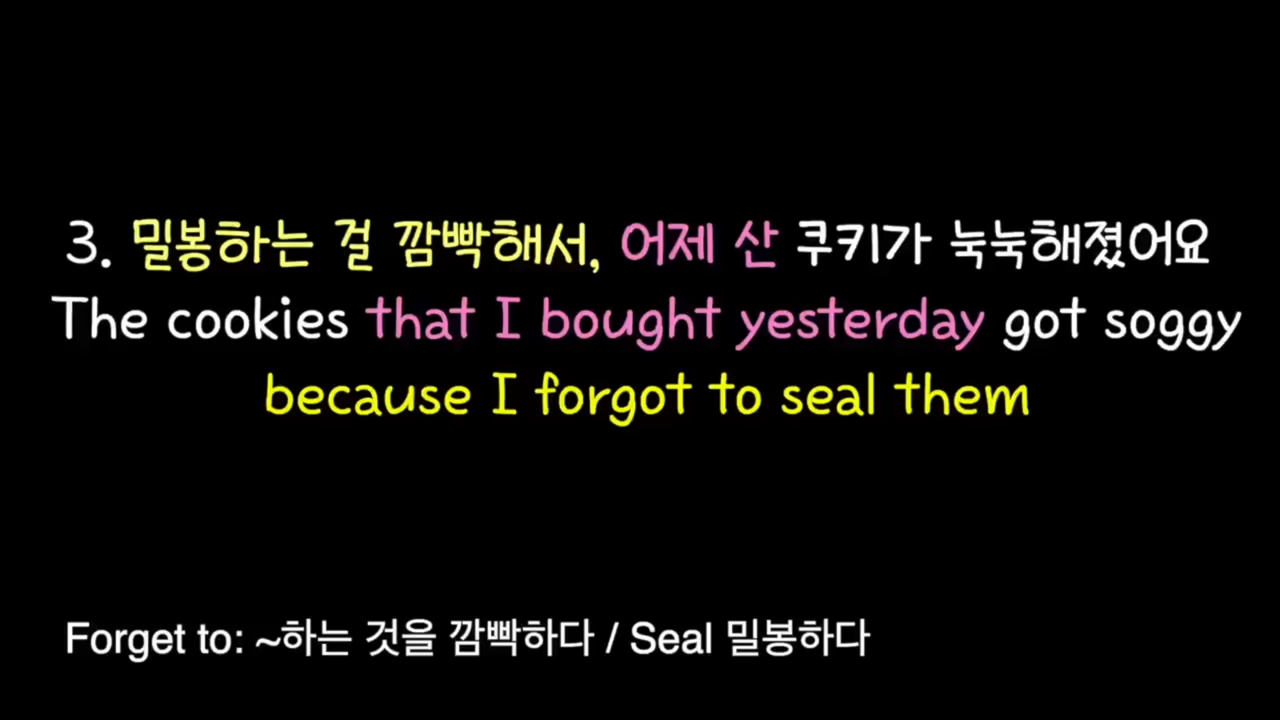 3. 밀봉하는 걸 깜빡해서, 어제 산 쿠키가 눅눅해졌어요
The cookies that I bought yesterday got soggy
because I forgot to seal them
Forget to: ~하는 것을 깜빡하다 / Seal 밀봉하다